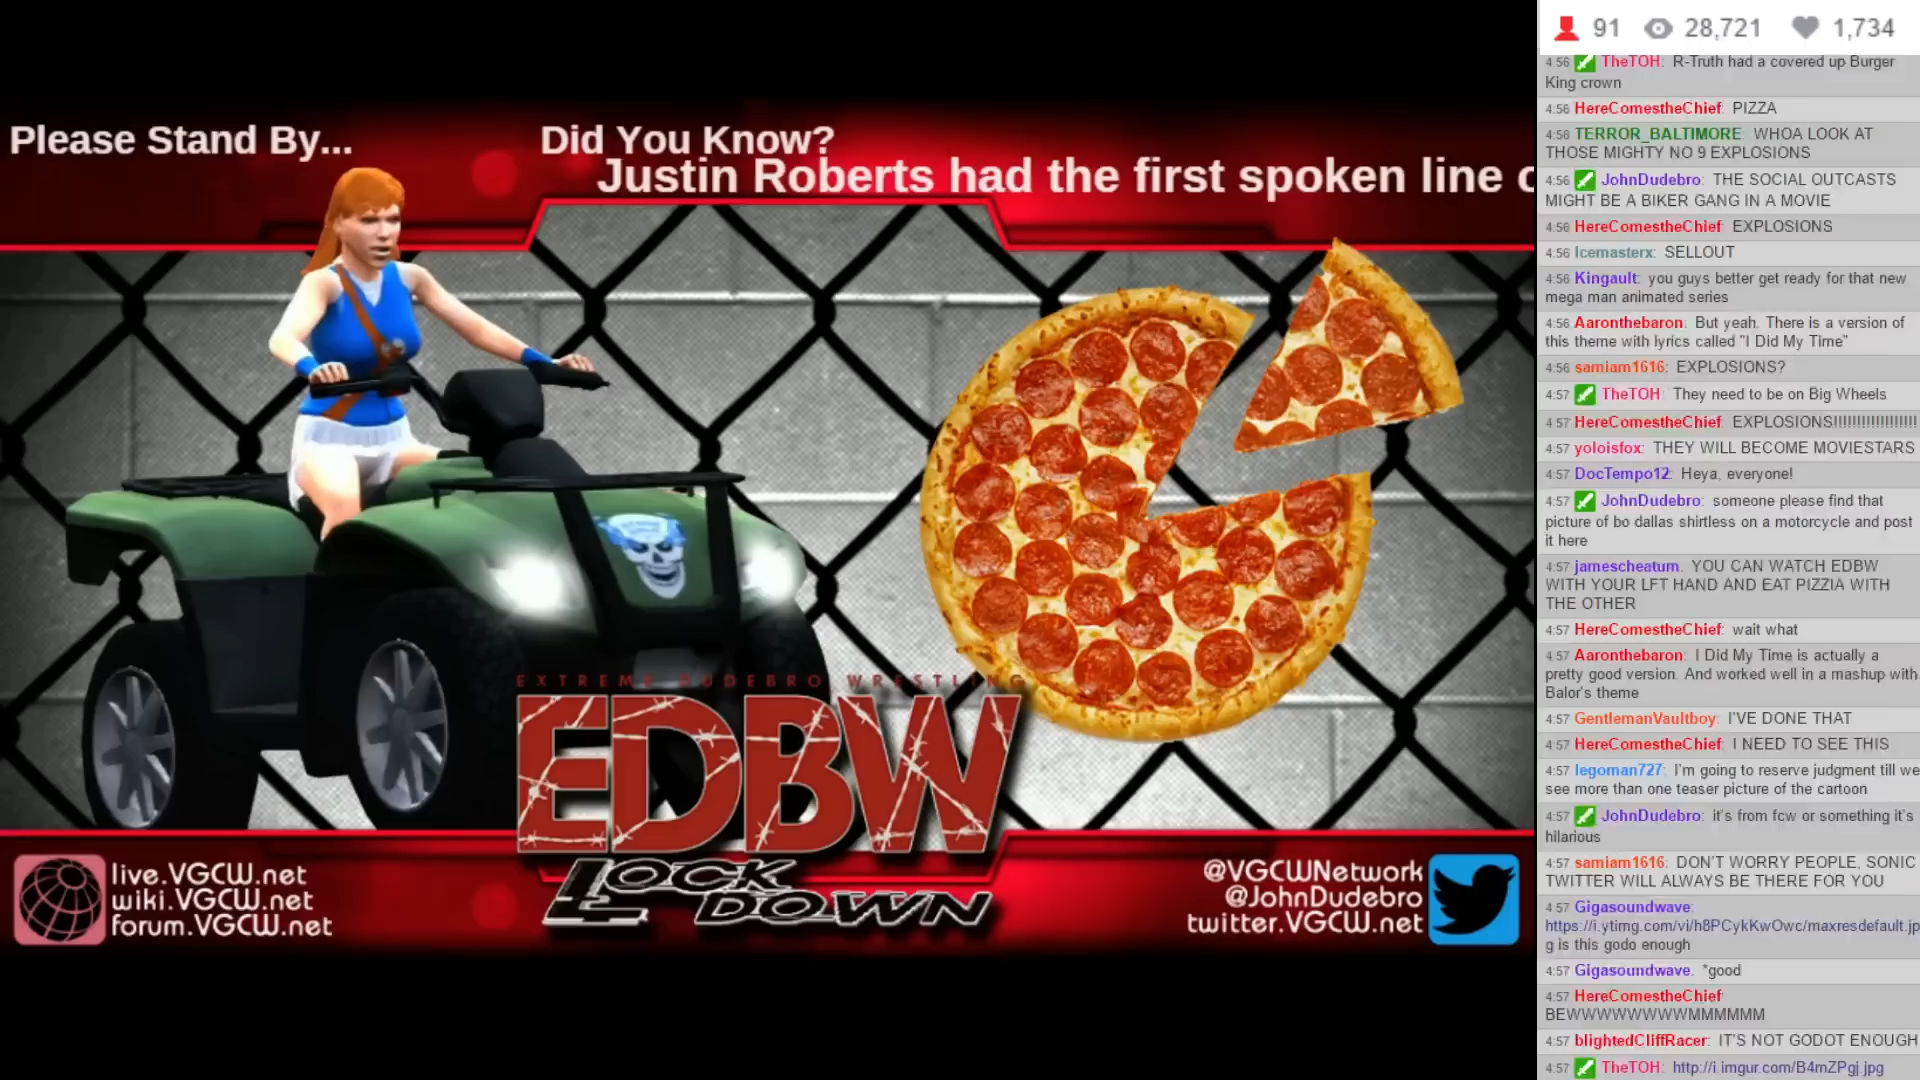 Please Stand By...
Did You Know?
Justin Roberts had the first spoken line
EXTREME DUDEBRO WRESTLING
EDBW
LOCK
DOWN
live.VGCW.net
wiki.VGCW.net
forum.VGCW.net
@VGCWNetwork
@JohnDudebro
twitter.VGCW.net
91 28,721 1,734
4:56 TheTOH: R-Truth had a covered up Burger
King crown
4:56 HereComestheChief: PIZZA
4:56 TERROR_BALTIMORE: WHOA LOOK AT
THOSE MIGHTY NO 9 EXPLOSIONS
4:56 JohnDudebro: THE SOCIAL OUTCASTS
MIGHT BE A BIKER GANG IN A MOVIE
4:56 HereComestheChief: EXPLOSIONS
4:56 Icemasterx: SELLOUT
4:56 Kingault: you guys better get ready for that new
mega man animated series
4:56 Aaronthebaron: But yeah. There is a version of
this theme with lyrics called "I Did My Time"
4:56 samiam1616: EXPLOSIONS?
4:57 TheTOH: They need to be on Big Wheels
4:57 HereComestheChief: EXPLOSIONS!!!!!!!!!!!!!!!!!!
4:57 yoloisfox: THEY WILL BECOME MOVIESTARS
4:57 DocTempo12: Heya, everyone!
4:57 JohnDudebro: someone please find that
picture of bo dallas shirtless on a motorcycle and post
it here
4:57 jamescheatum: YOU CAN WATCH EDBW
WITH YOUR LFT HAND AND EAT PIZZIA WITH
THE OTHER
4:57 HereComestheChief: wait what
4:57 Aaronthebaron: I Did My Time is actually a
pretty good version. And worked well in a mashup with
Balor's theme
4:57 GentlemanVaultboy: I'VE DONE THAT
4:57 HereComestheChief: I NEED TO SEE THIS
4:57 legoman727: I'm going to reserve judgment till we
see more than one teaser picture of the cartoon
4:57 JohnDudebro: it's from fcw or something it's
hilarious
4:57 samiam1616: DON'T WORRY PEOPLE, SONIC
TWITTER WILL ALWAYS BE THERE FOR YOU
4:57 Gigasoundwave:
https://i.ytimg.com/vi/h8PCykKwOwc/maxresdefault.jp
g is this godo enough
4:57 Gigasoundwave: *good
4:57 HereComestheChief:
BEWWWWWWWWMMMMMM
4:57 blightedCliffRacer: IT'S NOT GODOT ENOUGH
4:57 TheTOH: http://i.imgur.com/B4mZPgj.jpg